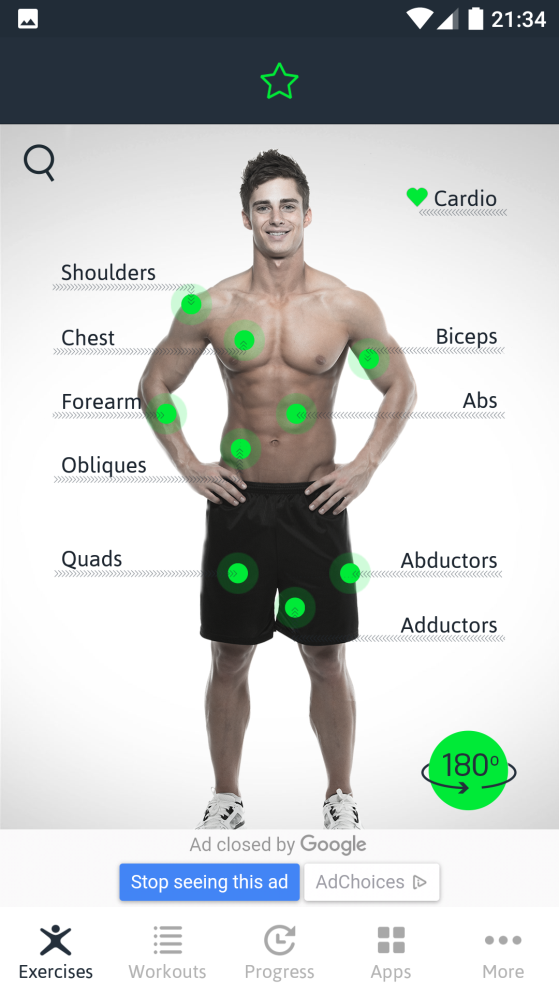 21:34
Cardio
Shoulders
Chest
Biceps
Forearm
Abs
Obliques
Quads
Abductors
Adductors
180º
Ad closed by Google
Stop seeing this ad
AdChoices
Exercises
Workouts
Progress
Apps
More